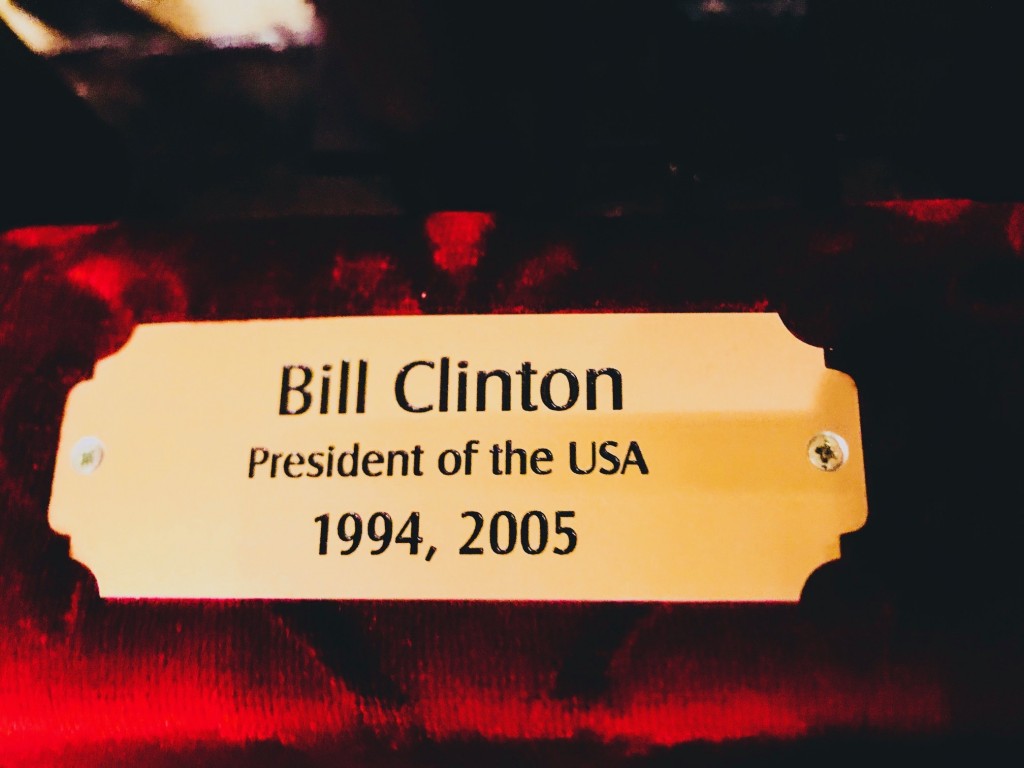 Bill Clinton
President of the USA
1994, 2005